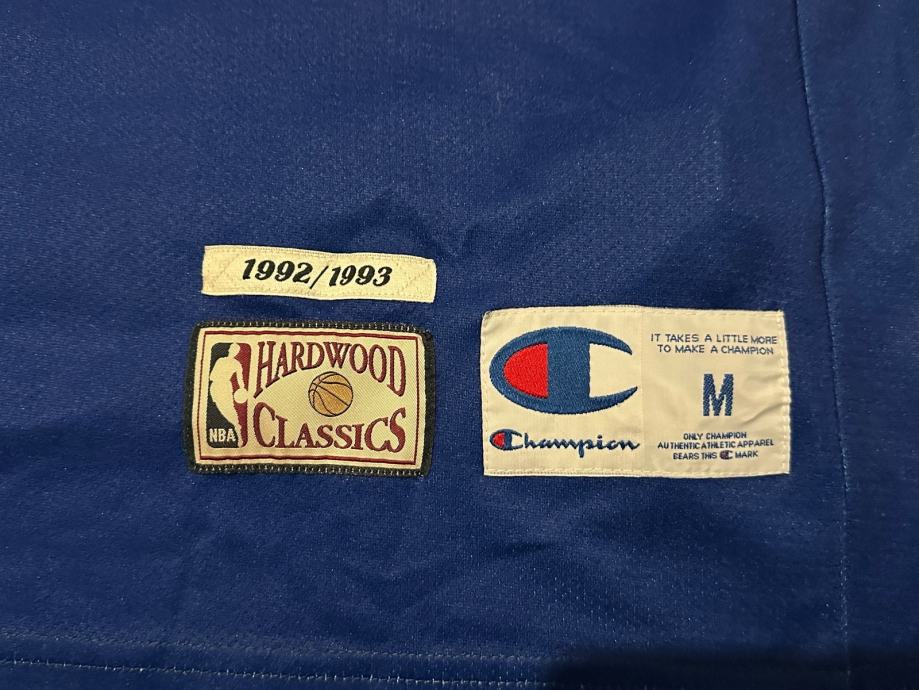 1992/1993
HARDWOOD
CLASSICS
NBA
Champion
IT TAKES A LITTLE MORE
TO MAKE A CHAMPION
M
ONLY CHAMPION
AUTHENTIC ATHLETIC APPAREL
BEARS THIS C MARK